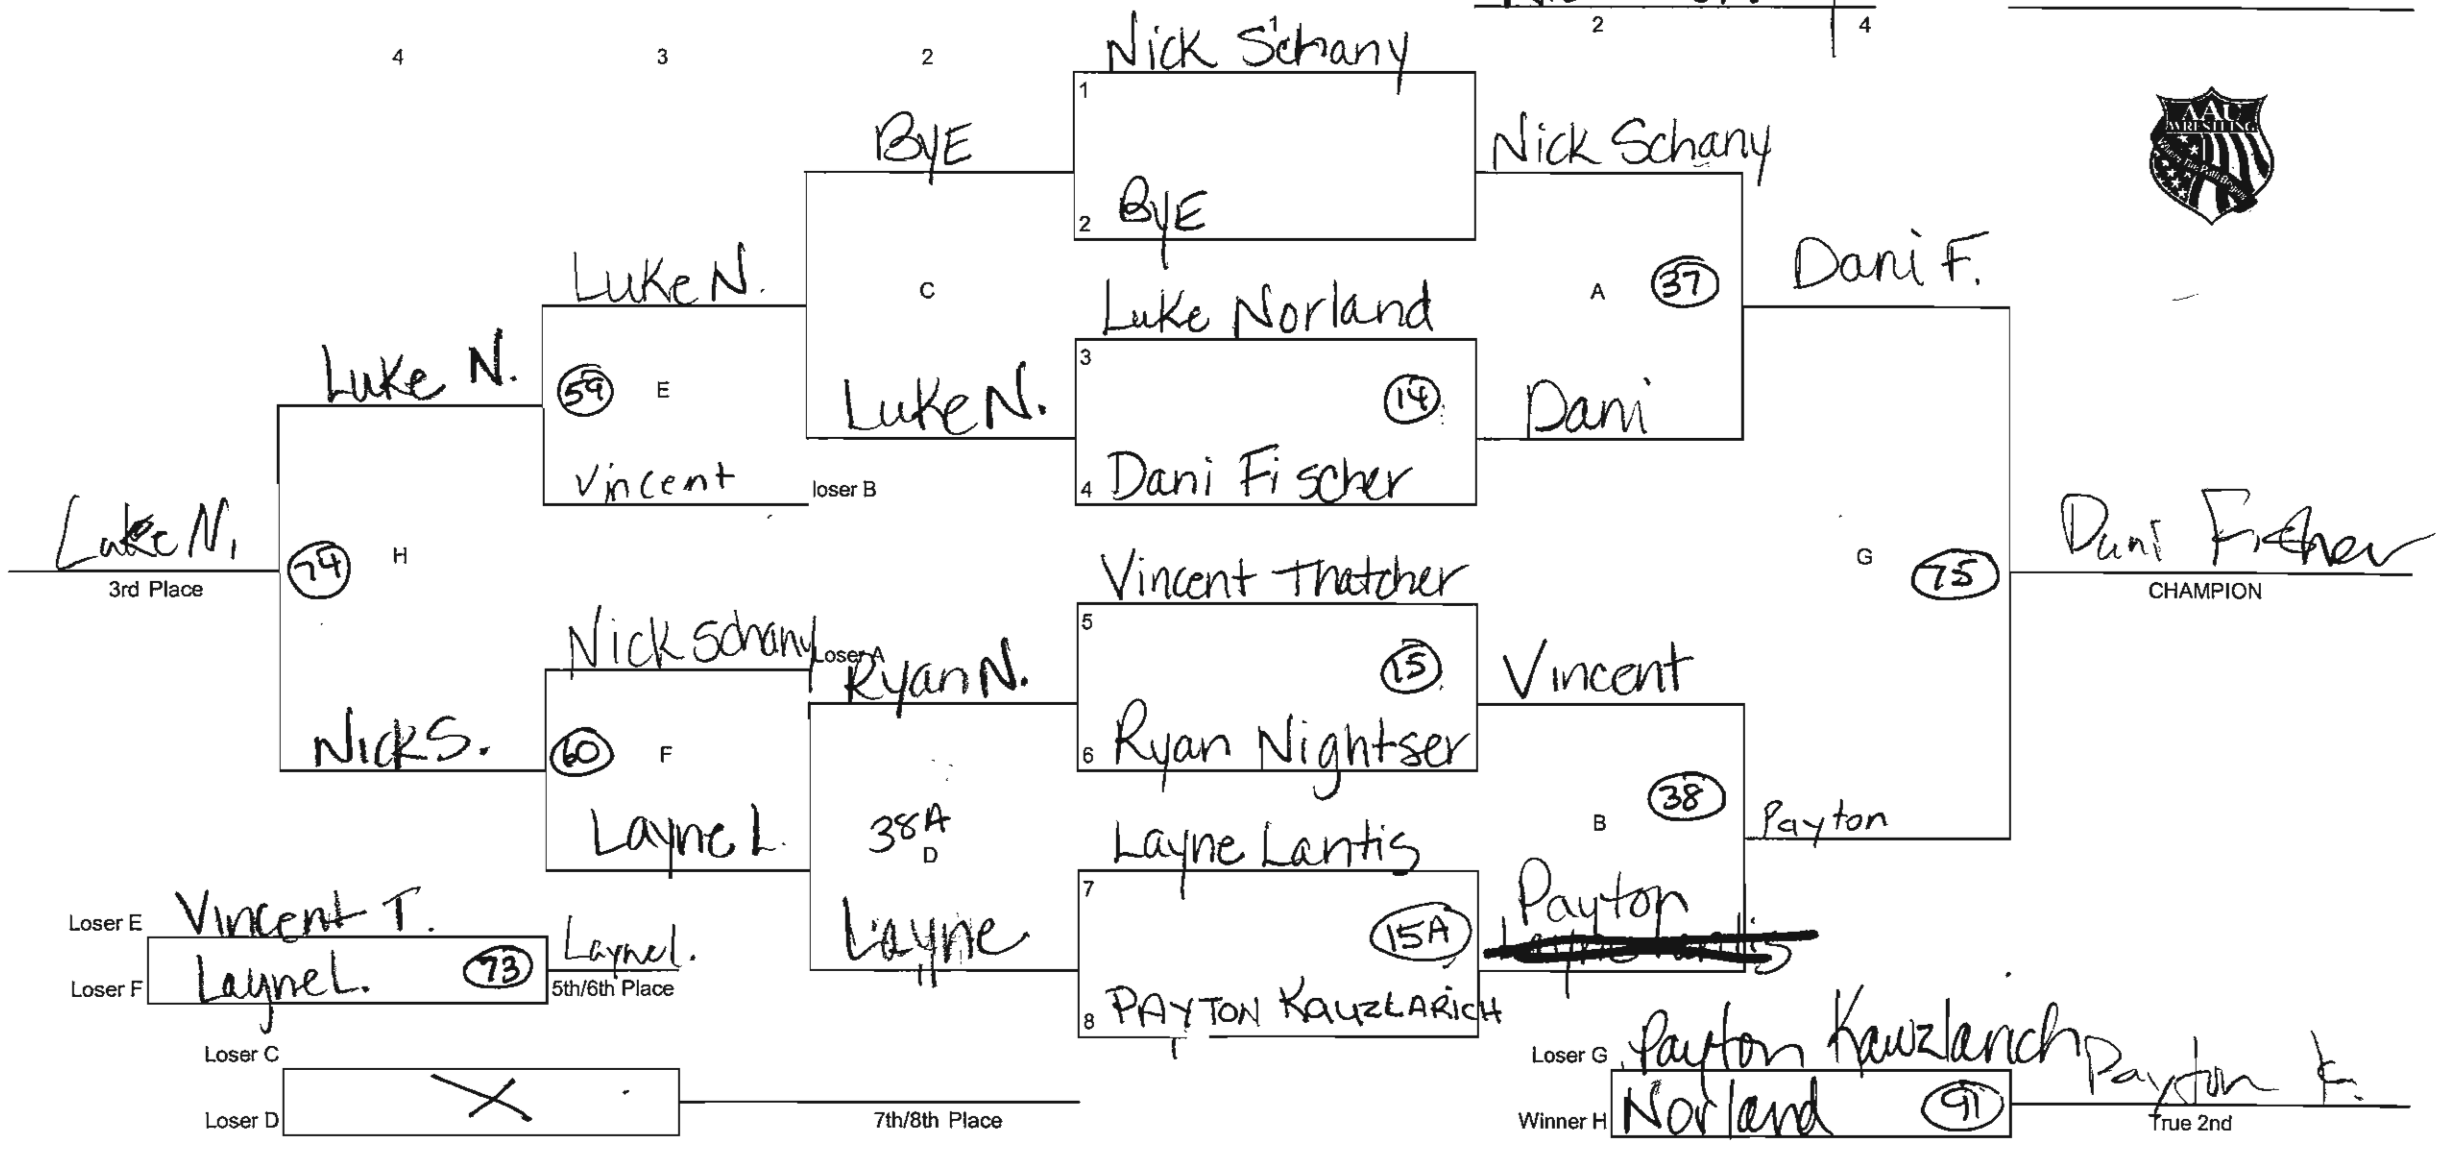 2
4
4
3
2
1
Nick Schany
1
BYE
Nick Schany
2 BYE
AAU
WRESTLING
Luke N.
C
Luke Norland
A
37
Dani F.
Luke N.
59
E
Luke N.
3
14
Dani
Vincent
loser B
4 Dani Fischer
Luke N.
3rd Place
74
H
Vincent Thatcher
G
75
Dani Fischer
CHAMPION
Nick Schany
Loser A
Ryan N.
5
15
Vincent
Nick S.
60
F
6 Ryan Nightser
38A
D
38
B
Payton
Layne L.
Layne Lantis
7
Payton
Loser E
Vincent T.
Loser F
Layne L.
73
Layne L.
5th/6th Place
Layne
15A
8 PAYTON KAUZLARICH
Loser C
Loser D
7th/8th Place
Loser G
Payton Kauzlarich
Winner H
Norland
91
Payton K.
True 2nd